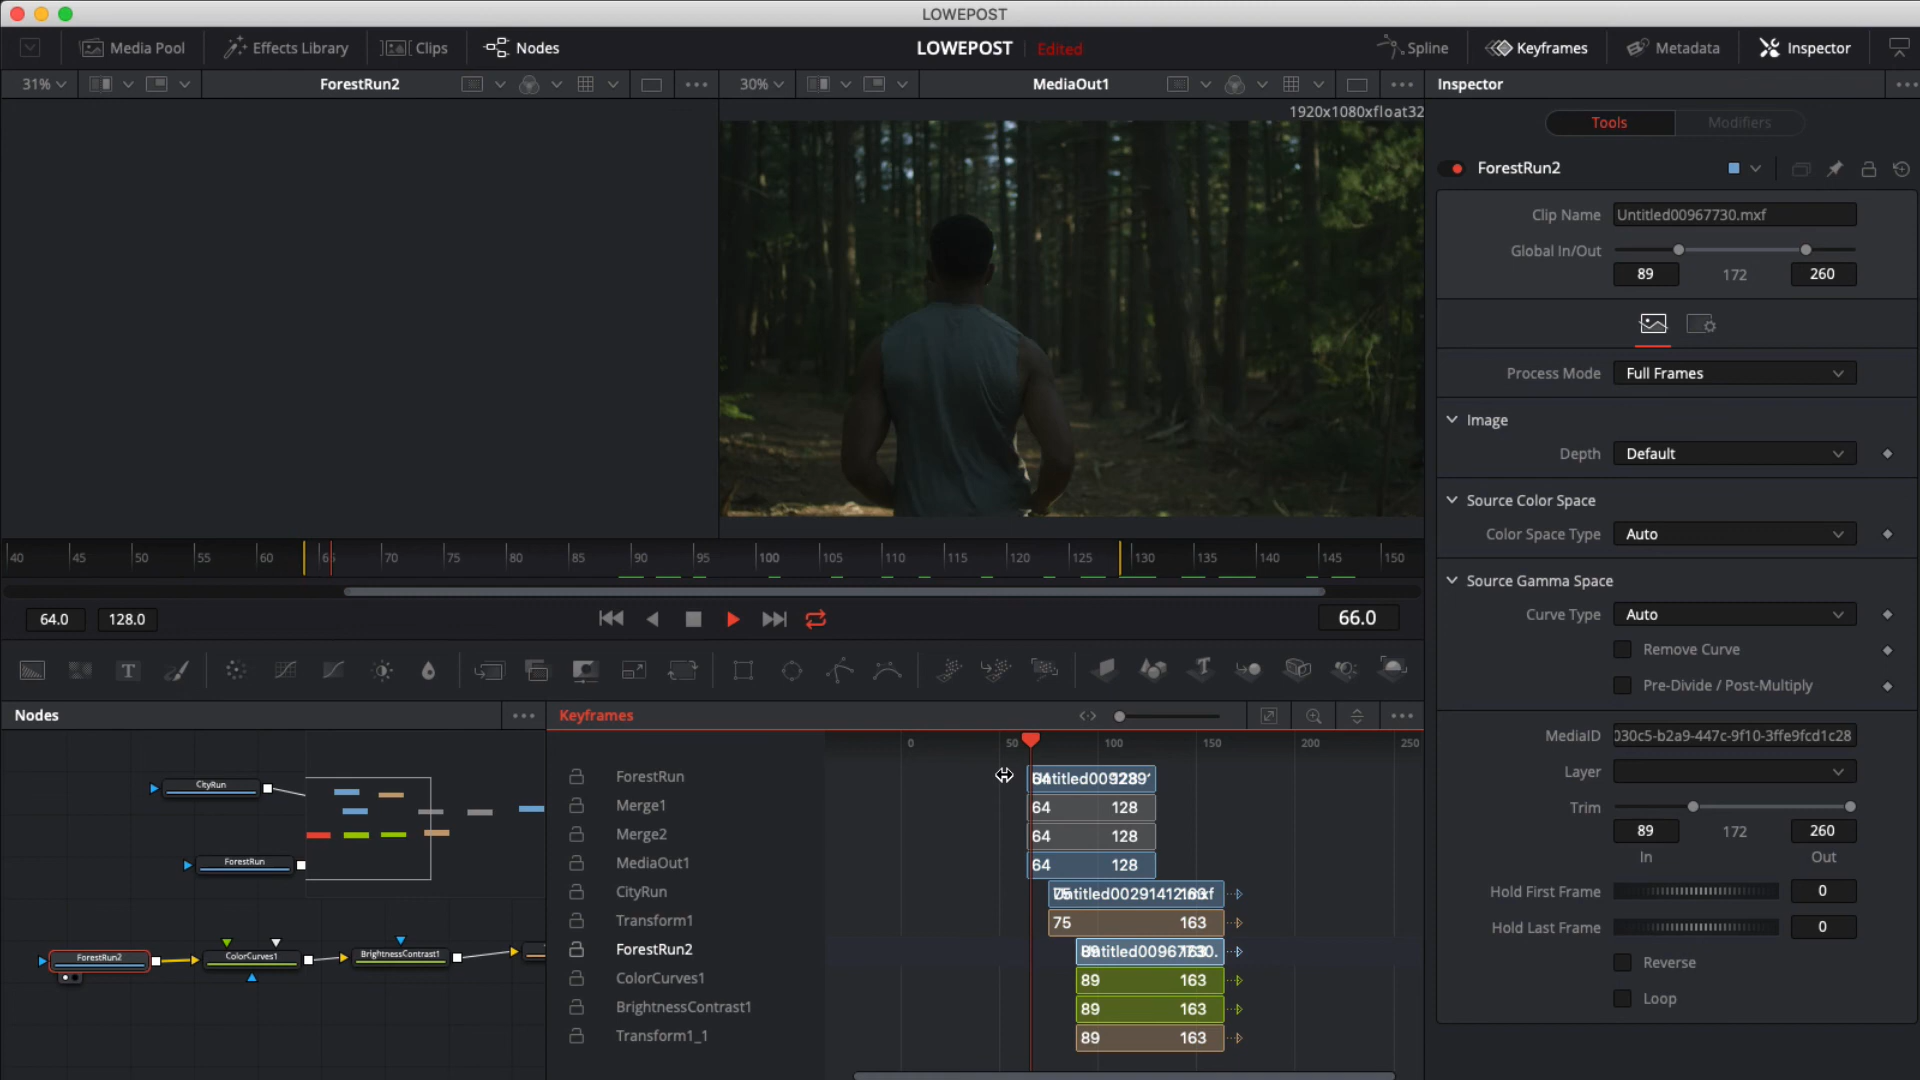 LOWEPOST
Media Pool
Effects Library
Clips
Nodes
LOWEPOST
Edited
Spline
Keyframes
Metadata
Inspector
31%
ForestRun2
30%
MediaOut1
Inspector
1920x1080xfloat32
Tools
Modifiers
ForestRun2
Clip Name
Untitled00967730.mxf
Global In/Out
89
172
260
Process Mode
Full Frames
Image
Depth
Default
Source Color Space
Color Space Type
Auto
Source Gamma Space
Curve Type
Auto
Remove Curve
Pre-Divide / Post-Multiply
MediaID
030c5-b2a9-447c-9f10-3ffe9fcd1c28
Layer
Trim
89
172
260
In
Out
Hold First Frame
0
Hold Last Frame
0
Reverse
Loop
40 45 50 55 60 70 75 80 85 90 95 100 105 110 115 120 125 130 135 140 145 150
64.0
128.0
66.0
Nodes
CityRun
ForestRun
ForestRun2
ColorCurves1
BrightnessContrast1
Keyframes
0 50 100 150 200 250
ForestRun
Merge1 64 128
Merge2 64 128
MediaOut1 64 128
CityRun
Transform1 75 163
ForestRun2
ColorCurves1 89 163
BrightnessContrast1 89 163
Transform1_1 89 163